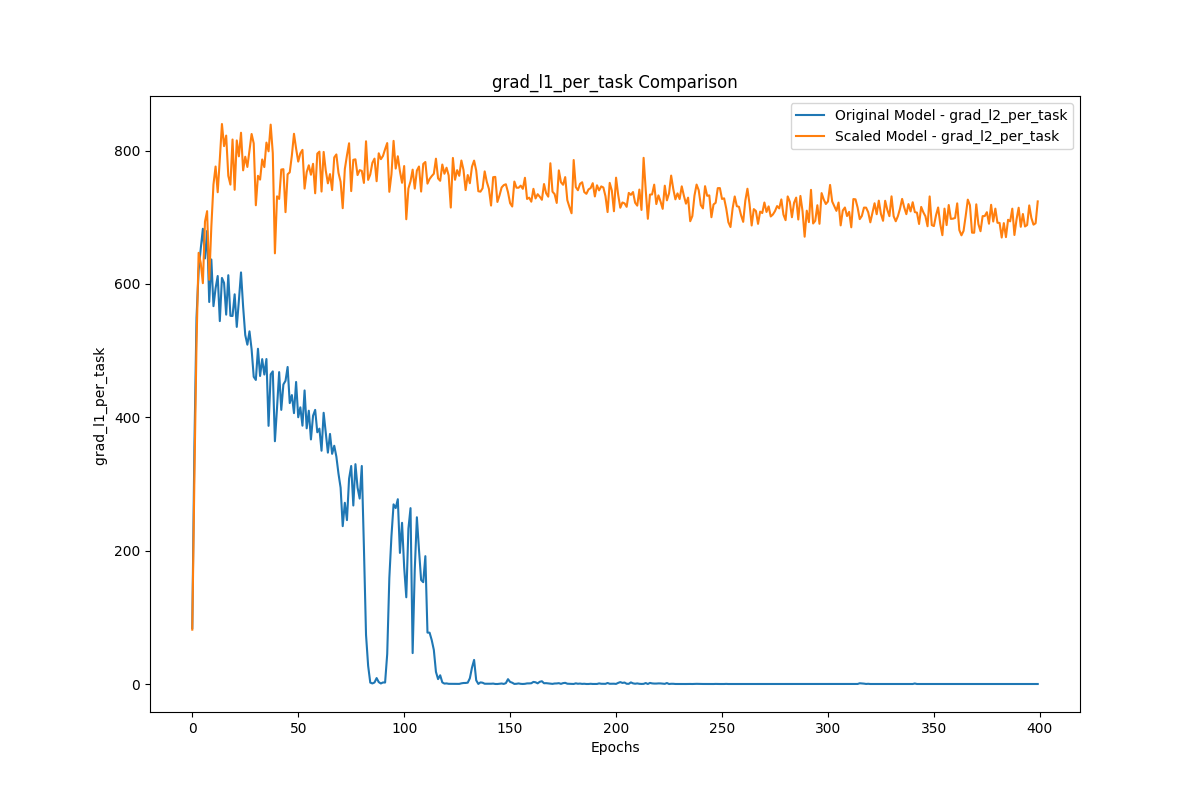 grad_l1_per_task Comparison
Original Model - grad_l2_per_task
Scaled Model - grad_l2_per_task
grad_l1_per_task
800
600
400
200
0
0 50 100 150 200 250 300 350 400
Epochs